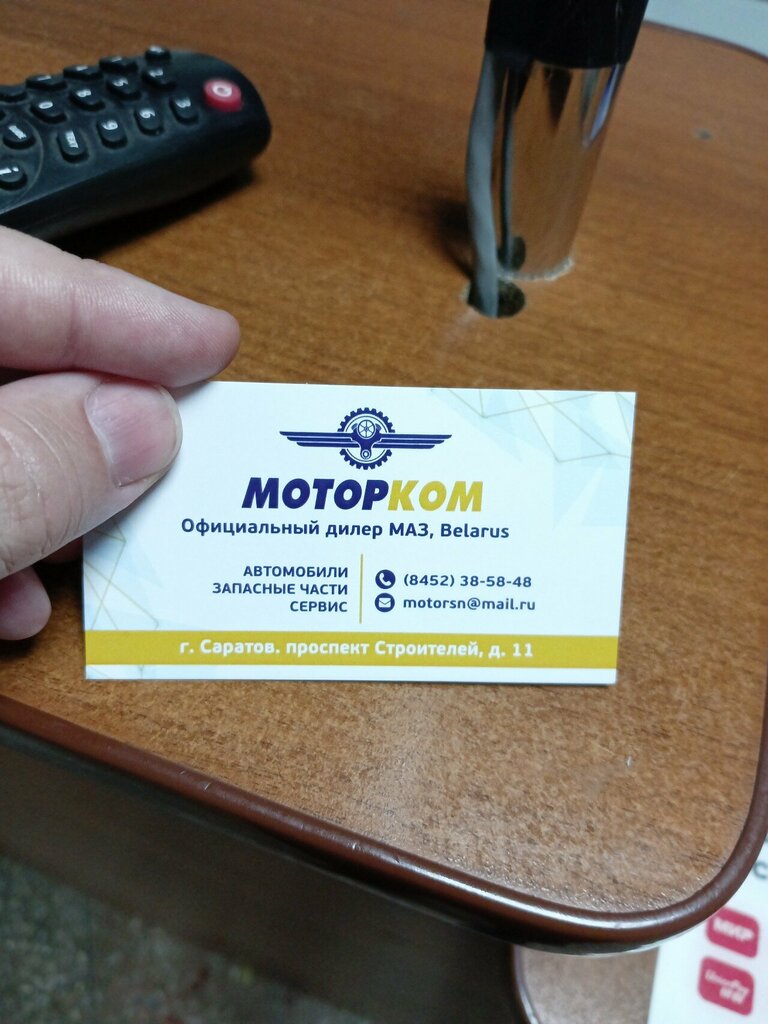 МОТОРКОМ
Официальный дилер МАЗ, Belarus
АВТОМОБИЛИ
ЗАПАСНЫЕ ЧАСТИ
СЕРВИС
(8452) 38-58-48
motorsn@mail.ru
г. Саратов. проспект Строителей, д. 11
МИР